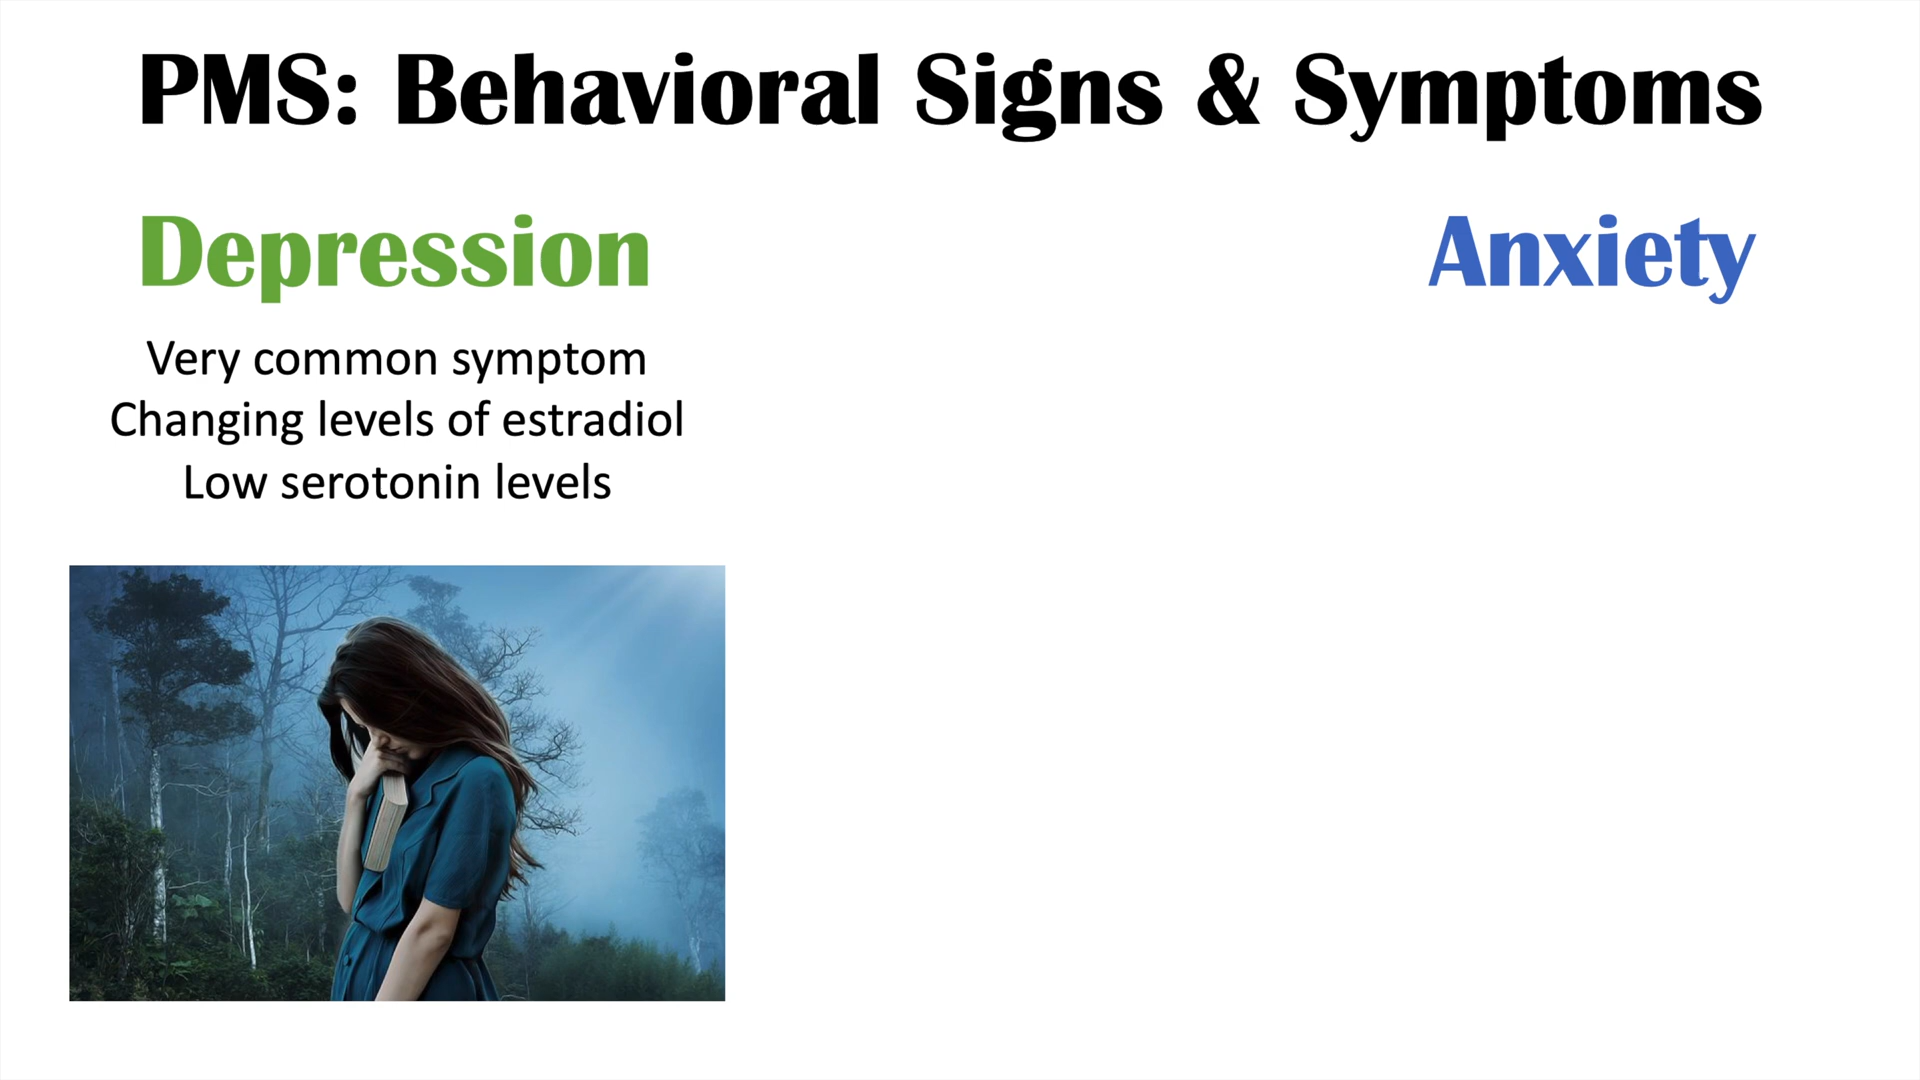 PMS: Behavioral Signs & Symptoms
Depression
Very common symptom
Changing levels of estradiol
Low serotonin levels
Anxiety